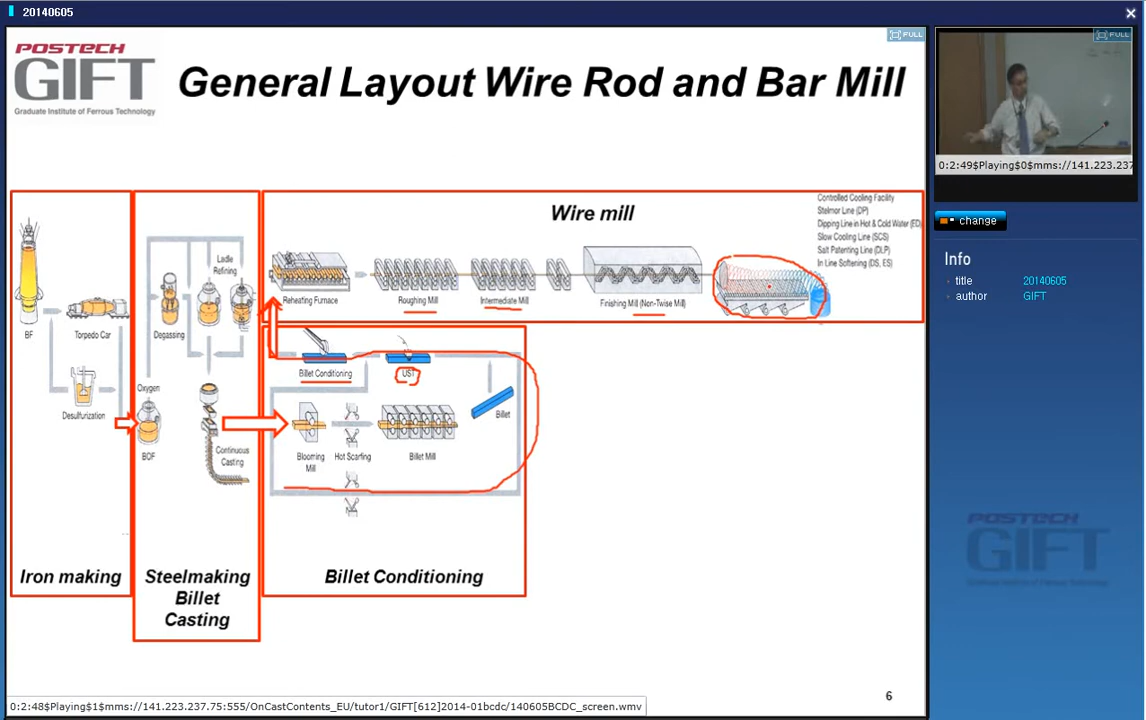 20140605
POSTECH
GIFT
Graduate Institute of Ferrous Technology
General Layout Wire Rod and Bar Mill
FULL
FULL
0:2:49$Playing$0$mms://141.223.237
change
Info
title 20140605
author GIFT
Wire mill
Controlled Cooling Facility
Stelmor Line (DP)
Dipping Line in Hot & Cold Water (ED)
Slow Cooling Line (SCS)
Salt Patenting Line (DLP)
In Line Softening (DS, ES)
Reheating Furnace
Roughing Mill
Intermediate Mill
Finishing Mill (Non-Twise Mill)
Ladle
Refining
BF
Torpedo Car
Degassing
Desulfurization
Oxygen
BOF
Continuous
Casting
Billet Conditioning
UST
Billet
Blooming
Mill
Hot Scarfing
Billet Mill
Iron making
Steelmaking
Billet
Casting
Billet Conditioning
POSTECH
GIFT
6
0:2:48$Playing$1$mms://141.223.237.75:555/OnCastContents_EU/tutor1/GIFT[612]2014-01bcdc/140605BCDC_screen.wmv